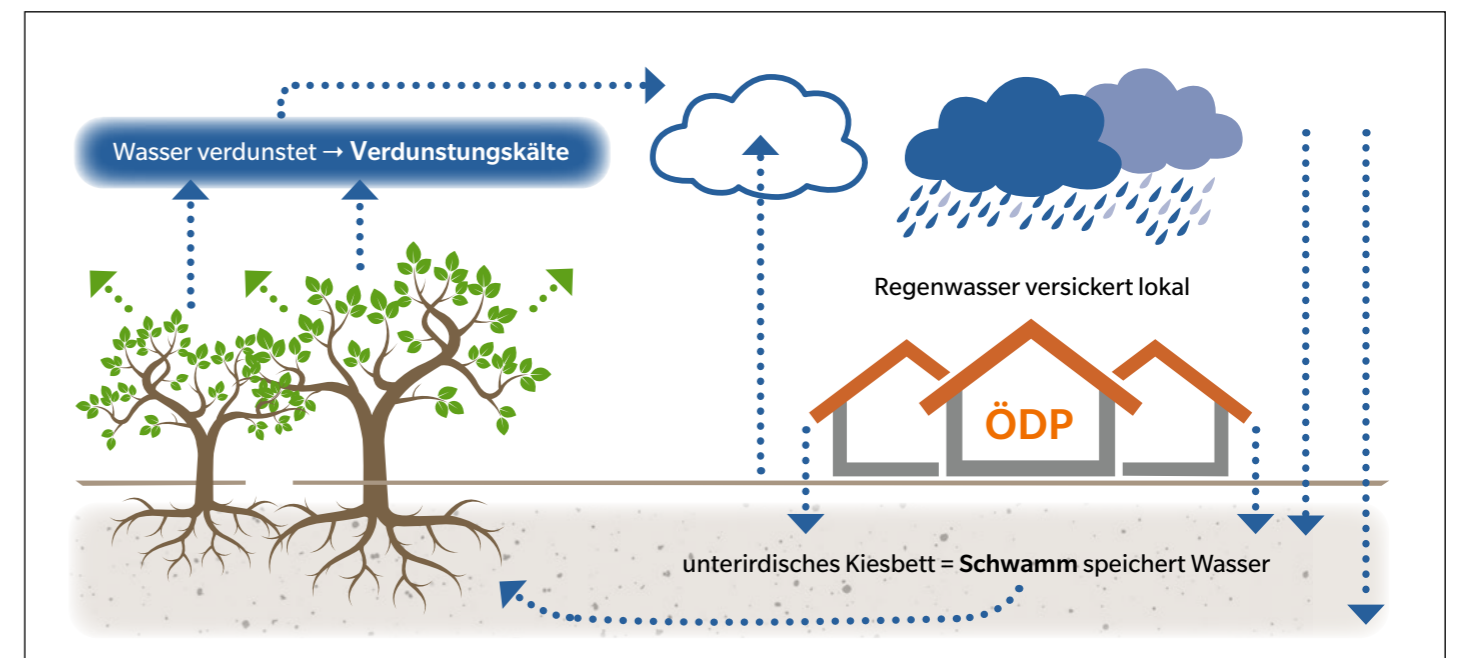 Wasser verdunstet → Verdunstungskälte
Regenwasser versickert lokal
ÖDP
unterirdisches Kiesbett = Schwamm speichert Wasser